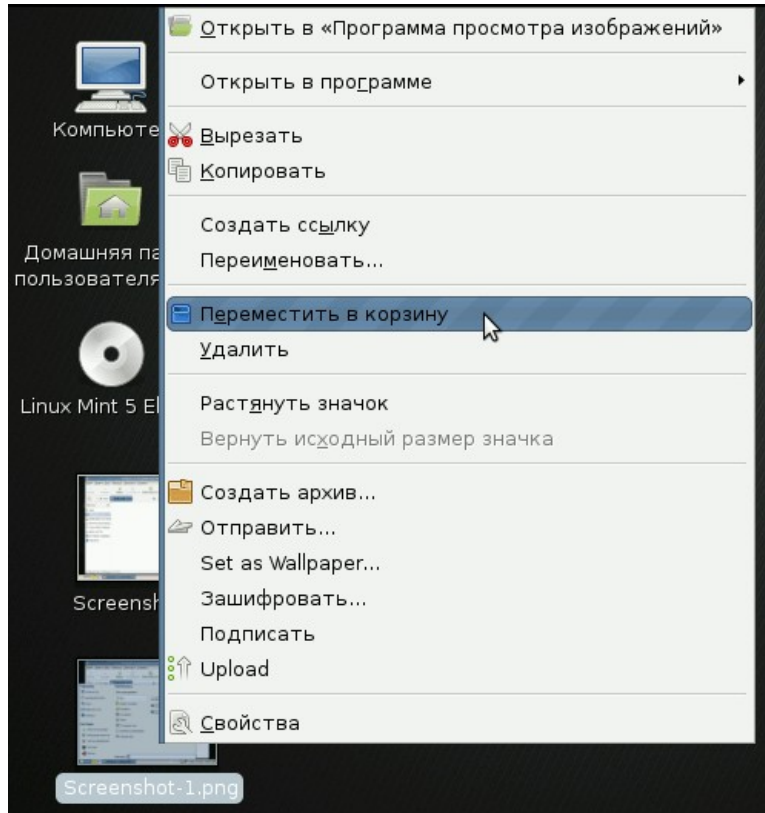 Открыть в «Программа просмотра изображений»
Открыть в программе
Вырезать
Копировать
Создать ссылку
Переименовать...
Переместить в корзину
Удалить
Растянуть значок
Вернуть исходный размер значка
Создать архив...
Отправить...
Set as Wallpaper...
Зашифровать...
Подписать
Upload
Свойства
Компьюте
Домашняя па
пользователя
Linux Mint 5 El
Screensh
Screenshot-1.png